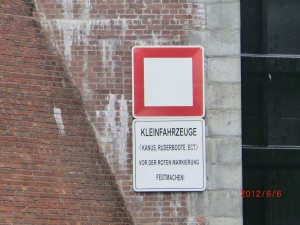 KLEINFAHRZEUGE
(KANUS, RUDERBOOTE, ECT.)
VOR DER ROTEN MARKIERUNG
FESTMACHEN!
2012/6/6